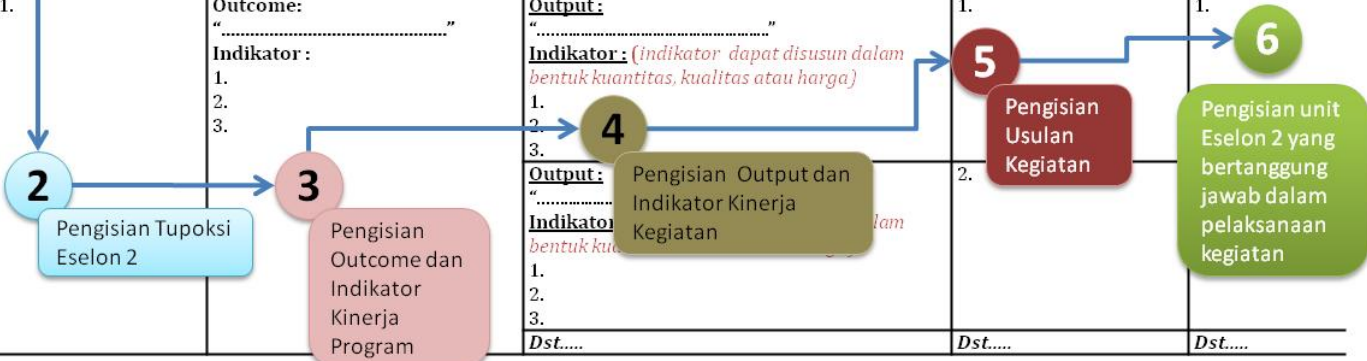 1.
Outcome:
“..............................................”
Indikator :
1.
2.
3.
Output :
“..............................................”
Indikator : (indikator dapat disusun dalam
bentuk kuantitas, kualitas atau harga)
1.
2.
3.
Output :
“..............
Indikator
lam
bentuk
1.
2.
3.
Dst.....
1.
2.
Dst.....
1.
Dst.....
2
Pengisian Tupoksi
Eselon 2
3
Pengisian
Outcome dan
Indikator
Kinerja
Program
4
Pengisian Output dan
Indikator Kinerja
Kegiatan
5
Pengisian
Usulan
Kegiatan
6
Pengisian unit
Eselon 2 yang
bertanggung
jawab dalam
pelaksanaan
kegiatan